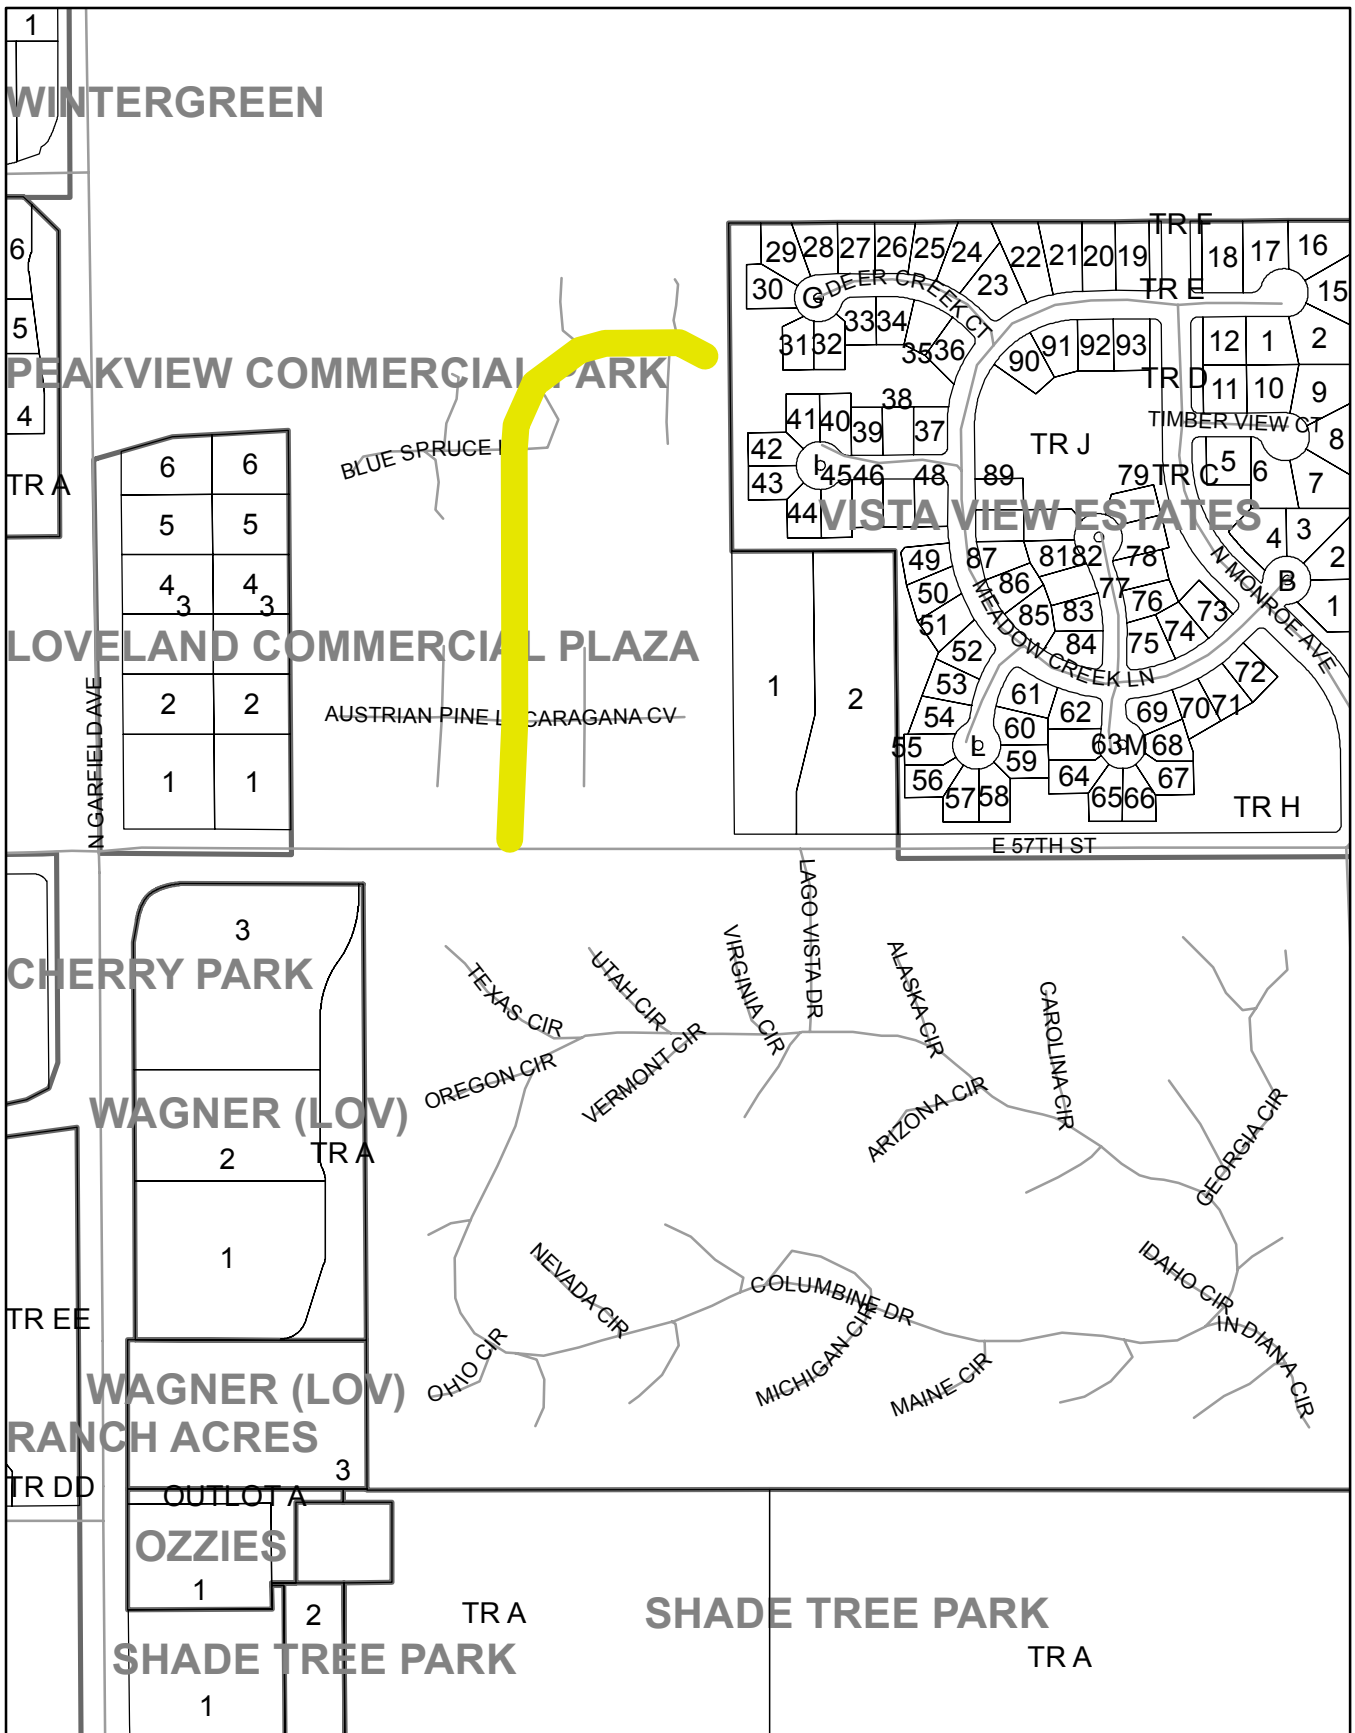 1
WINTERGREEN
6
5
4
TR A
PEAKVIEW COMMERCIAL PARK
BLUE SPRUCE
6
6
5
5
4
4
3
3
LOVELAND COMMERCIAL PLAZA
2
2
1
1
N GARFIELD AVE
AUSTRIAN PINE
CARAGANA CV
TR F
29
28
27
26
25
24
22
21
20
19
18
17
16
30
G
DEER CREEK CT
23
TR E
15
33
34
31
32
35
36
90
91
92
93
12
1
2
TR D
11
10
9
38
41
40
39
37
TR J
TIMBER VIEW CT
8
42
43
I
45
46
48
89
79
TR C
5
6
7
44
VISTA VIEW ESTATES
4
3
2
49
87
81
82
78
N MONROE AVE
B
50
86
77
76
73
1
51
MEADOW CREEK LN
85
83
74
52
84
75
53
61
72
54
62
69
70
71
60
55
L
63
M
68
59
56
64
67
57
58
65
66
TR H
1
2
E 57TH ST
3
CHERRY PARK
WAGNER (LOV)
2
TR A
1
TR EE
WAGNER (LOV)
RANCH ACRES
3
TR DD
LAGO VISTA DR
TEXAS CIR
UTAH CIR
VIRGINIA CIR
ALASKA CIR
CAROLINA CIR
OREGON CIR
VERMONT CIR
ARIZONA CIR
GEORGIA CIR
NEVADA CIR
COLUMBINE DR
IDAHO CIR
INDIANA CIR
OHIO CIR
MICHIGAN CIR
MAINE CIR
OUTLOT A
OZZIES
1
2
TR A
SHADE TREE PARK
SHADE TREE PARK
TR A
1